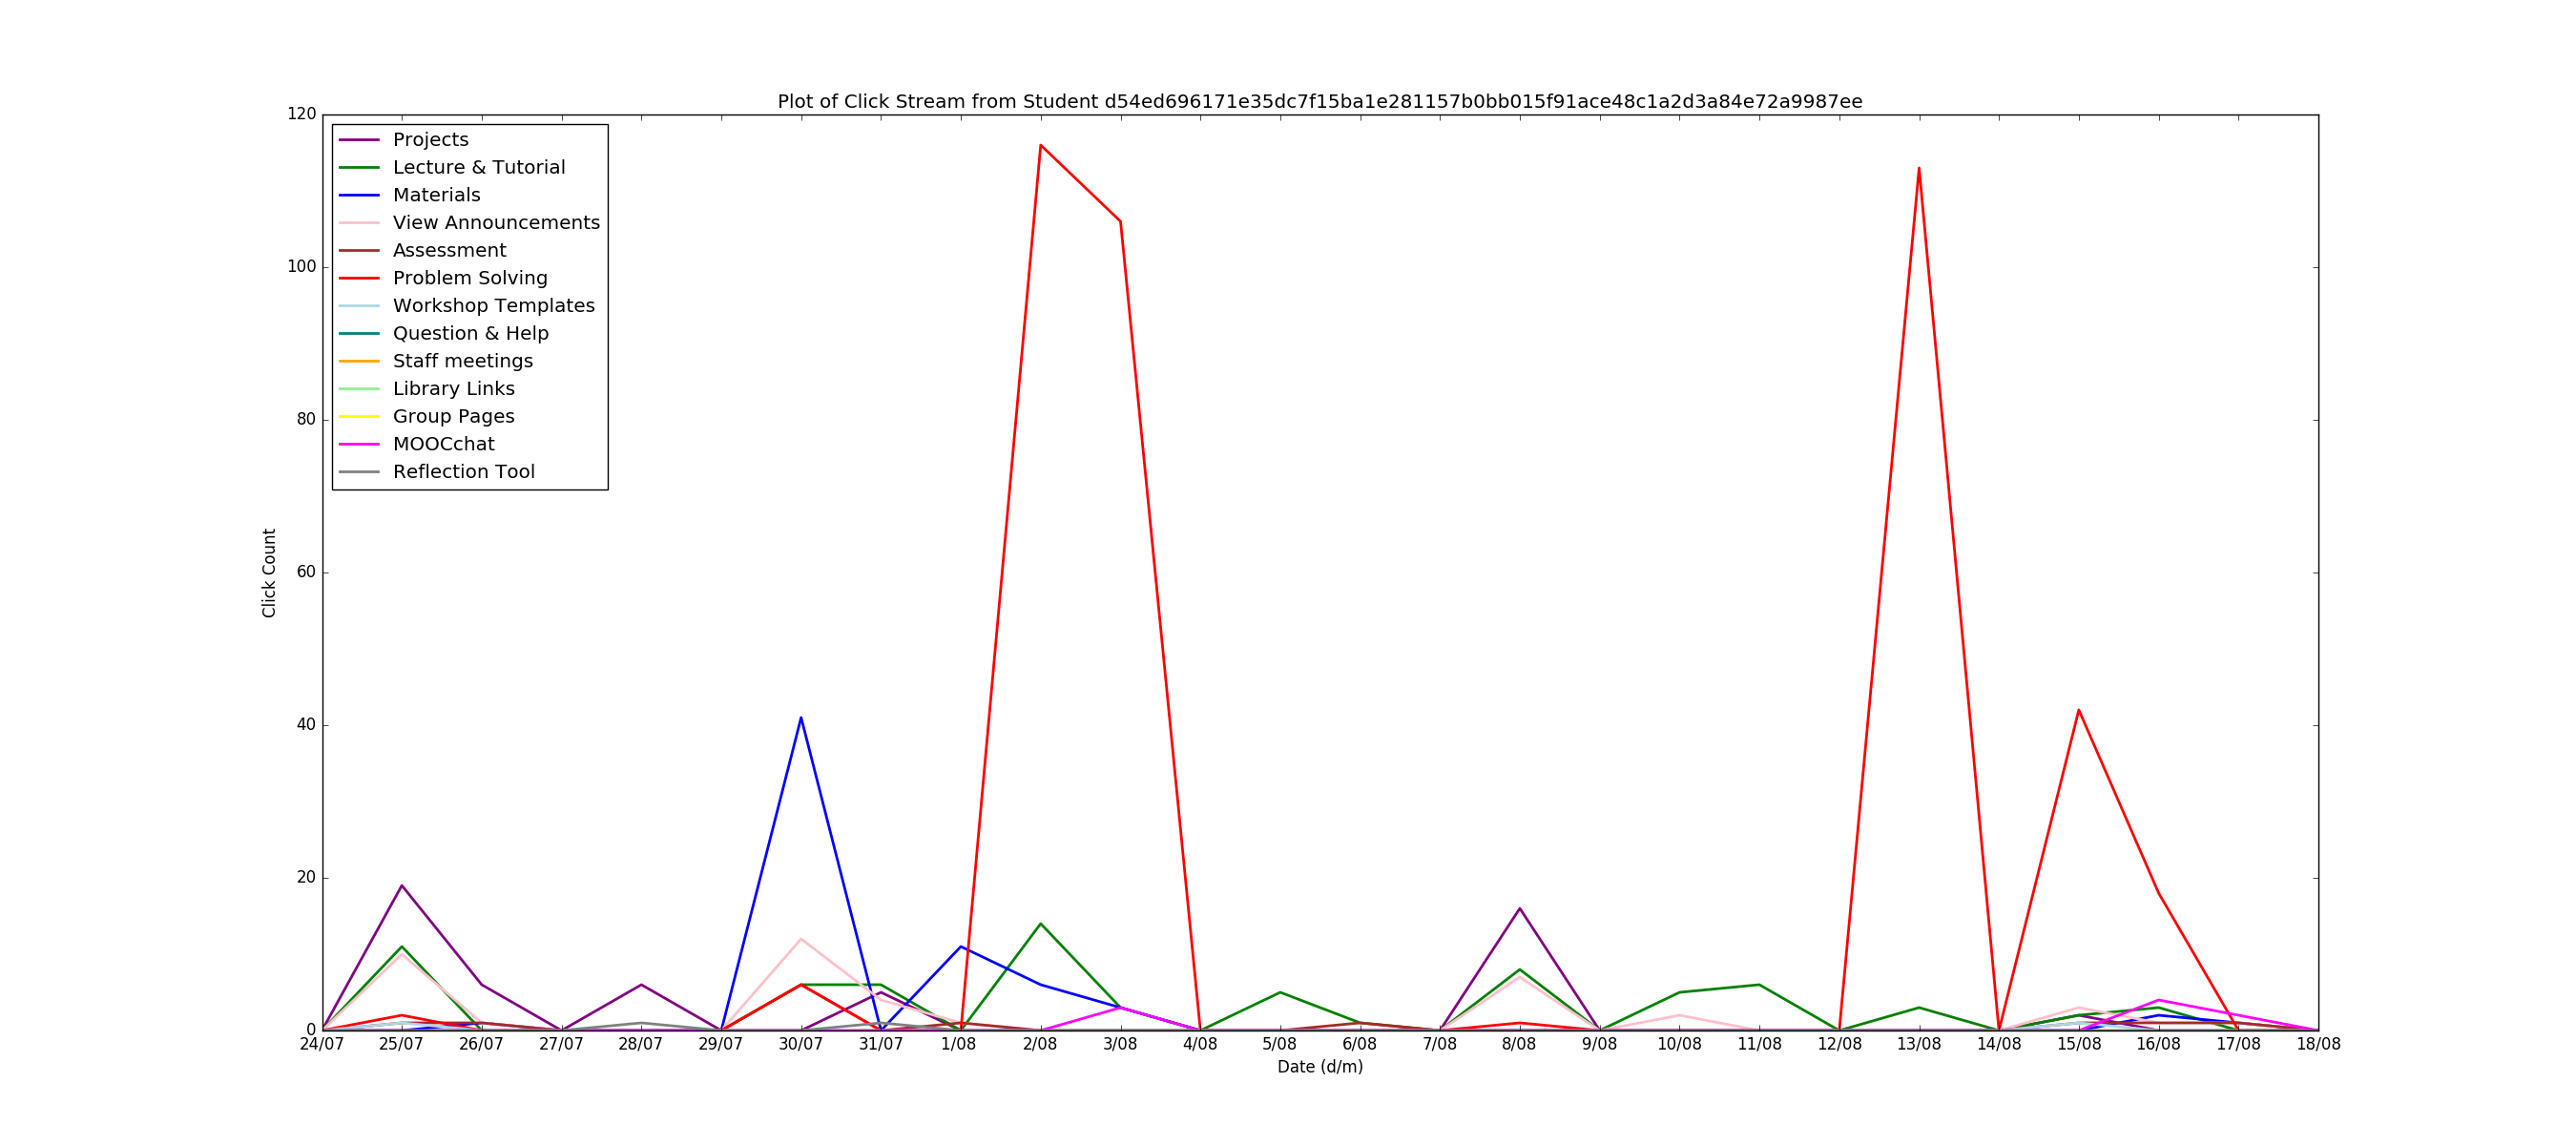 Plot of Click Stream from Student d54ed696171e35dc7f15ba1e281157b0bb015f91ace48c1a2d3a84e72a9987ee
120
100
80
60
40
20
0
Click Count
Projects
Lecture & Tutorial
Materials
View Announcements
Assessment
Problem Solving
Workshop Templates
Question & Help
Staff meetings
Library Links
Group Pages
MOOCchat
Reflection Tool
24/07 25/07 26/07 27/07 28/07 29/07 30/07 31/07 1/08 2/08 3/08 4/08 5/08 6/08 7/08 8/08 9/08 10/08 11/08 12/08 13/08 14/08 15/08 16/08 17/08 18/08
Date (d/m)